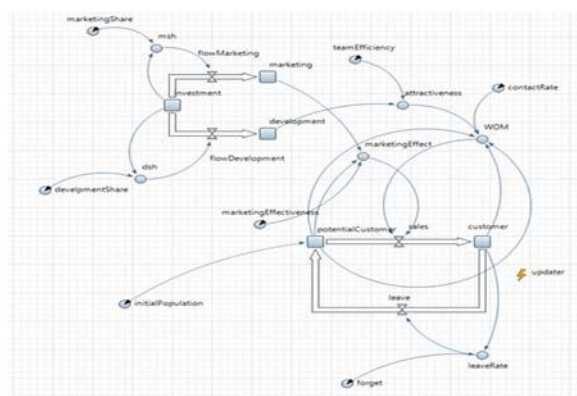 marketingShare
msh
flowMarketing
marketing
teamEfficiency
contactRate
investment
attractiveness
development
WOM
marketingEffect
flowDevelopment
dsh
develpmentShare
marketingEffectiveness
potentialCustomer
sales
customer
updater
leave
initialPopulation
leaveRate
forget